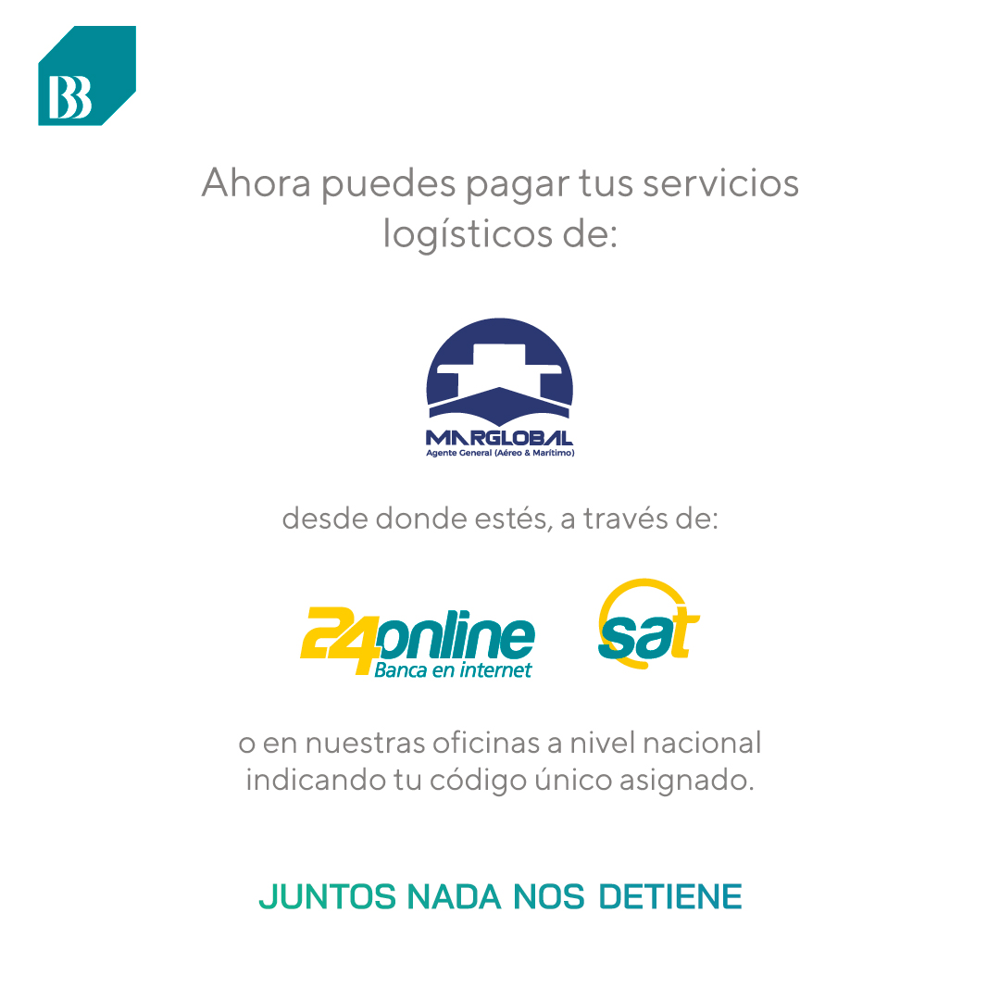 BB
Ahora puedes pagar tus servicios
logísticos de:
MARGLOBAL
Agente General (Aéreo & Marítimo)
desde donde estés, a través de:
24online
Banca en internet
sat
o en nuestras oficinas a nivel nacional
indicando tu código único asignado.
JUNTOS NADA NOS DETIENE